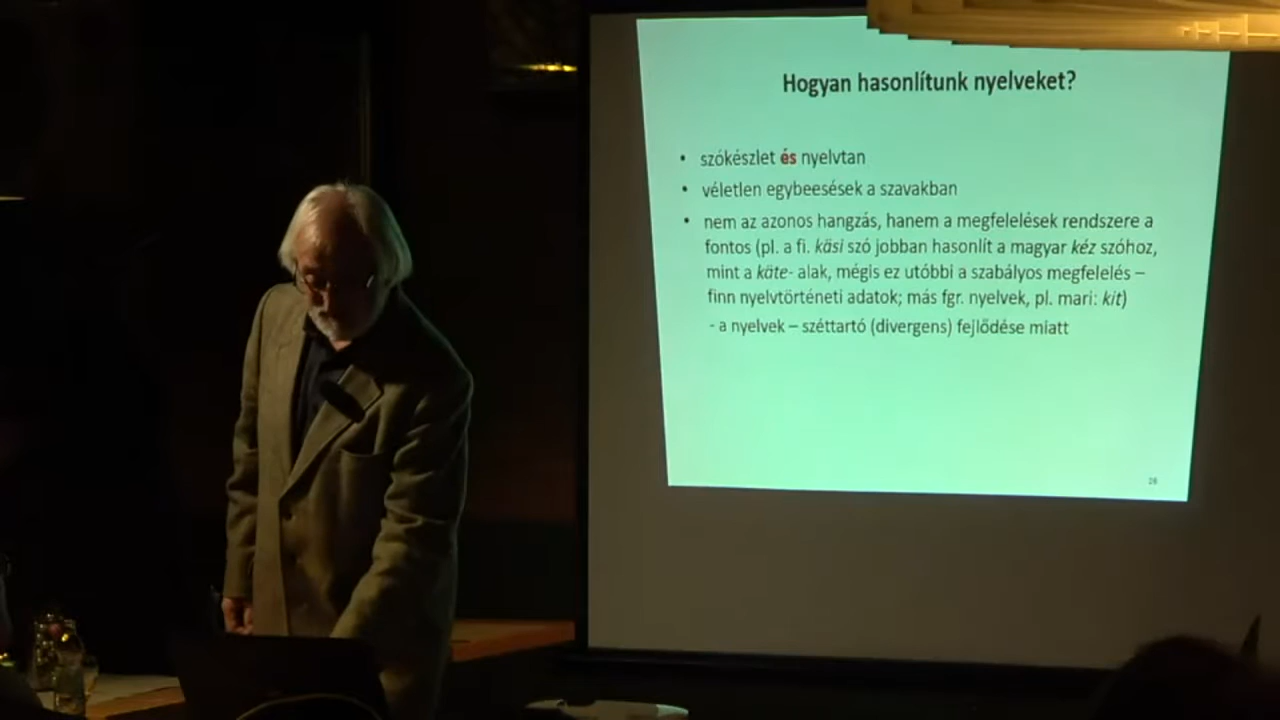 Hogyan hasonlítunk nyelveket?
• szókészlet és nyelvtan
• véletlen egybeesések a szavakban
• nem az azonos hangzás, hanem a megfelelések rendszere a
fontos (pl. a fi. käsi szó jobban hasonlít a magyar kéz szóhoz,
mint a käte- alak, mégis ez utóbbi a szabályos megfelelés –
finn nyelvtörténeti adatok; más fgr. nyelvek, pl. mari: kit)
- a nyelvek – széttartó (divergens) fejlődése miatt
26